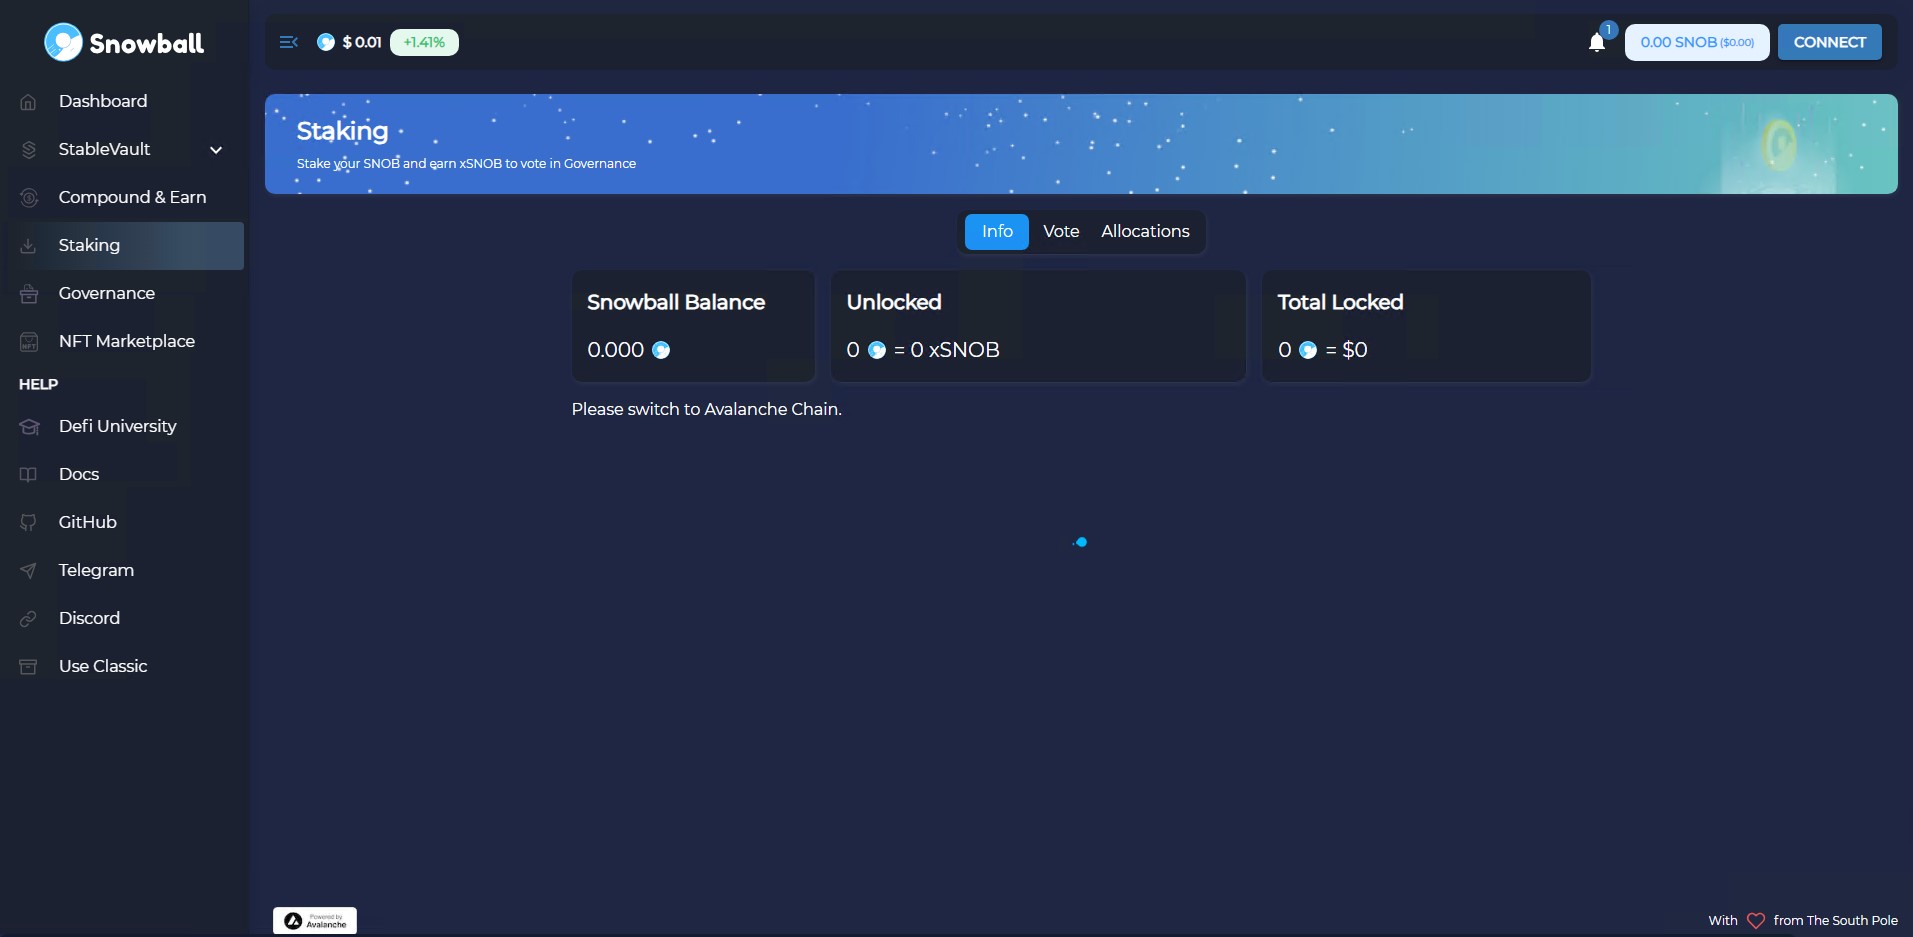 Snowball
Dashboard
StableVault
Compound & Earn
Staking
Governance
NFT Marketplace
HELP
Defi University
Docs
GitHub
Telegram
Discord
Use Classic
$ 0.01 +1.41%
1
0.00 SNOB ($0.00) CONNECT
Staking
Stake your SNOB and earn xSNOB to vote in Governance
Info Vote Allocations
Snowball Balance
0.000
Unlocked
0 = 0 xSNOB
Total Locked
0 = $0
Please switch to Avalanche Chain.
Powered by
Avalanche
With from The South Pole